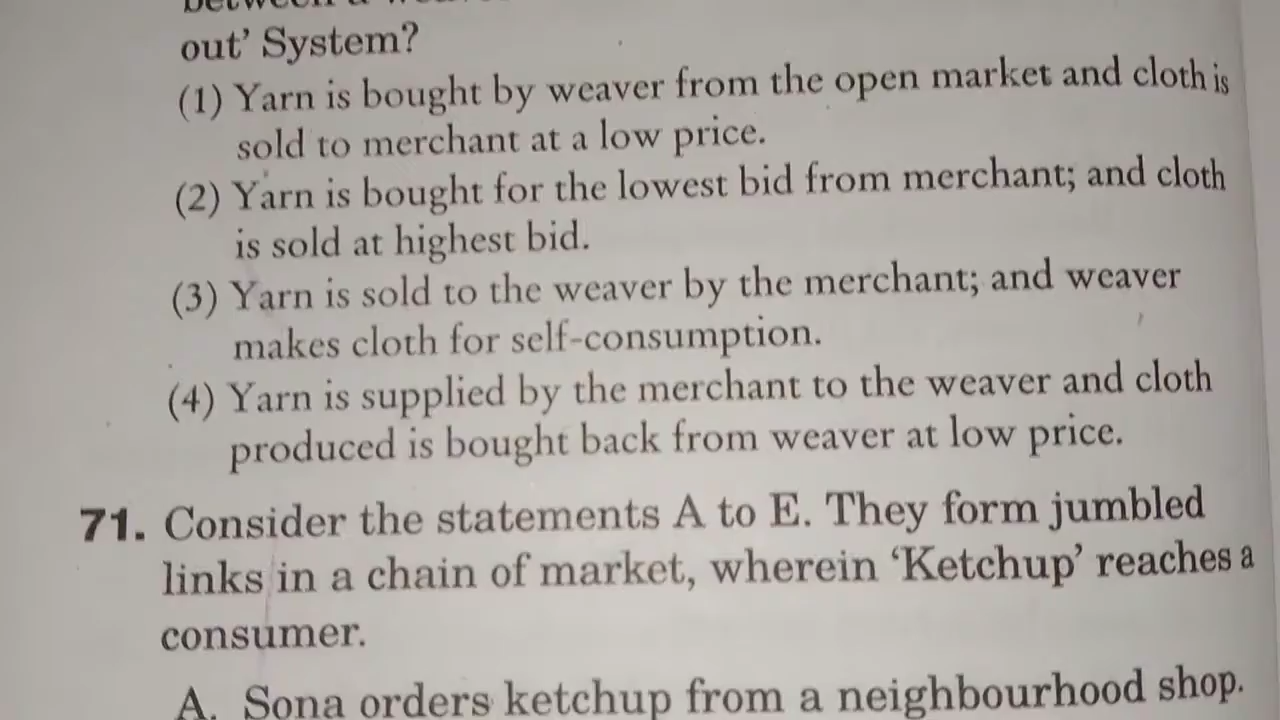 between a
out’ System?
(1) Yarn is bought by weaver from the open market and cloth is
sold to merchant at a low price.
(2) Yarn is bought for the lowest bid from merchant; and cloth
is sold at highest bid.
(3) Yarn is sold to the weaver by the merchant; and weaver
makes cloth for self-consumption.
(4) Yarn is supplied by the merchant to the weaver and cloth
produced is bought back from weaver at low price.
71. Consider the statements A to E. They form jumbled
links in a chain of market, wherein ‘Ketchup’ reaches a
consumer.
A. Sona orders ketchup from a neighbourhood shop.